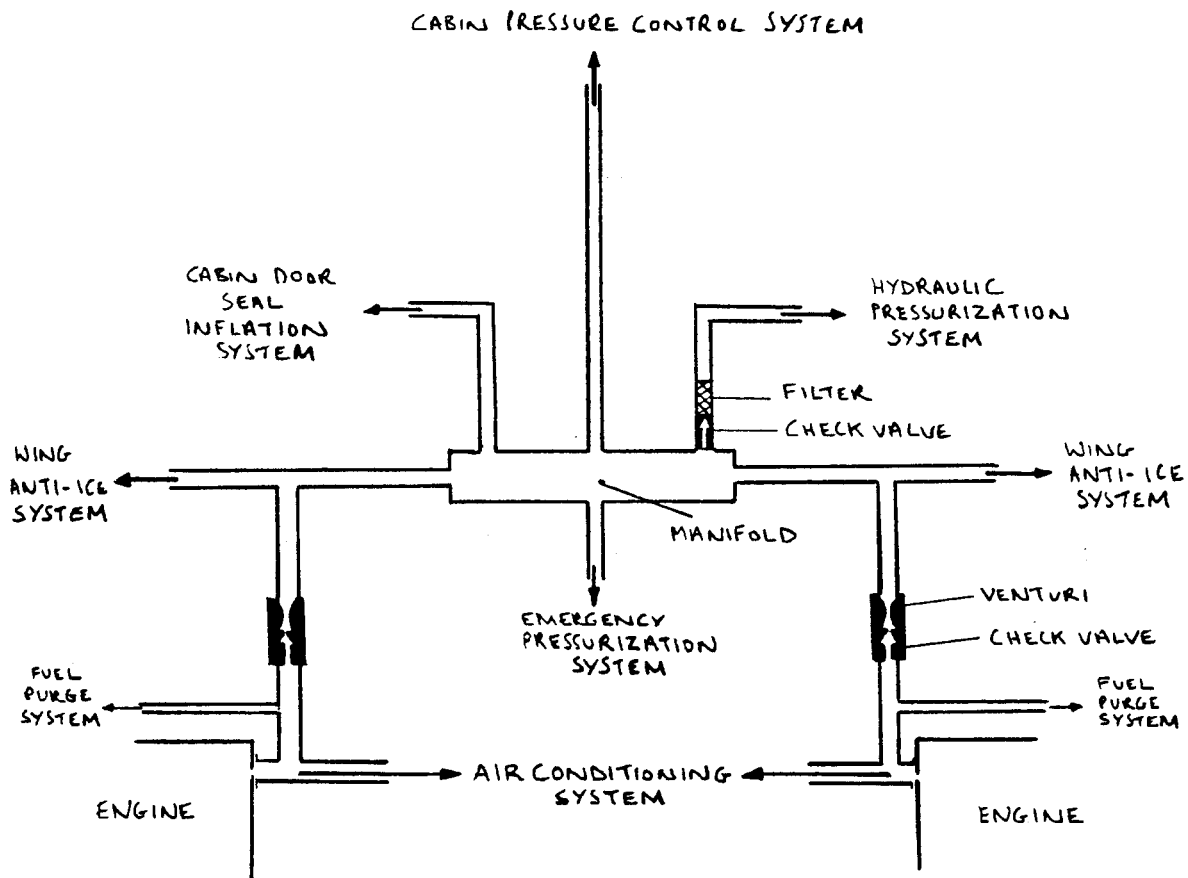 CABIN PRESSURE CONTROL SYSTEM
CABIN DOOR
SEAL
INFLATION
SYSTEM
HYDRAULIC
PRESSURIZATION
SYSTEM
FILTER
CHECK VALVE
WING
ANTI-ICE
SYSTEM
WING
ANTI-ICE
SYSTEM
MANIFOLD
EMERGENCY
PRESSURIZATION
SYSTEM
VENTURI
CHECK VALVE
FUEL
PURGE
SYSTEM
FUEL
PURGE
SYSTEM
AIR CONDITIONING
SYSTEM
ENGINE
ENGINE